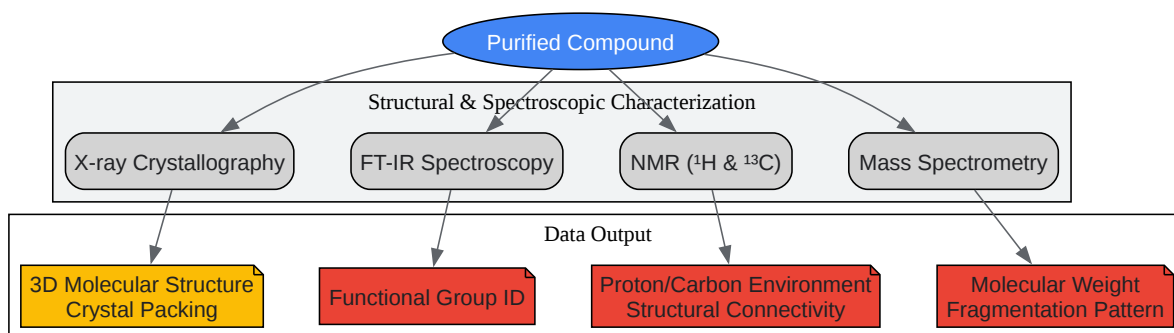 Purified Compound
Structural & Spectroscopic Characterization
X-ray Crystallography
FT-IR Spectroscopy
NMR (¹H & ¹³C)
Mass Spectrometry
Data Output
3D Molecular Structure
Crystal Packing
Functional Group ID
Proton/Carbon Environment
Structural Connectivity
Molecular Weight
Fragmentation Pattern